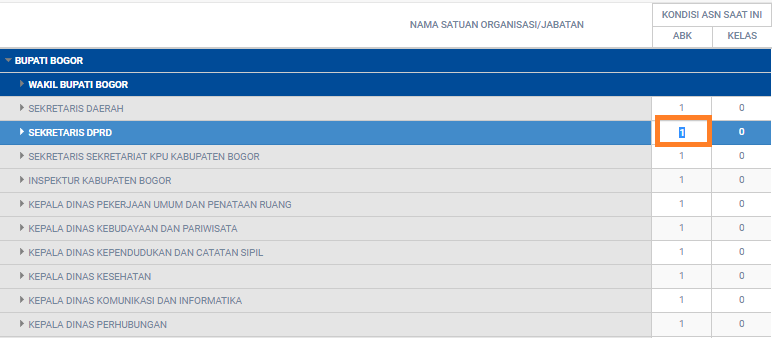 NAMA SATUAN ORGANISASI/JABATAN
KONDISI ASN SAAT INI
ABK KELAS
BUPATI BOGOR
WAKIL BUPATI BOGOR
SEKRETARIS DAERAH 1 0
SEKRETARIS DPRD 1 0
SEKRETARIS SEKRETARIAT KPU KABUPATEN BOGOR 1 0
INSPEKTUR KABUPATEN BOGOR 1 0
KEPALA DINAS PEKERJAAN UMUM DAN PENATAAN RUANG 1 0
KEPALA DINAS KEBUDAYAAN DAN PARIWISATA 1 0
KEPALA DINAS KEPENDUDUKAN DAN CATATAN SIPIL 1 0
KEPALA DINAS KESEHATAN 1 0
KEPALA DINAS KOMUNIKASI DAN INFORMATIKA 1 0
KEPALA DINAS PERHUBUNGAN 1 0